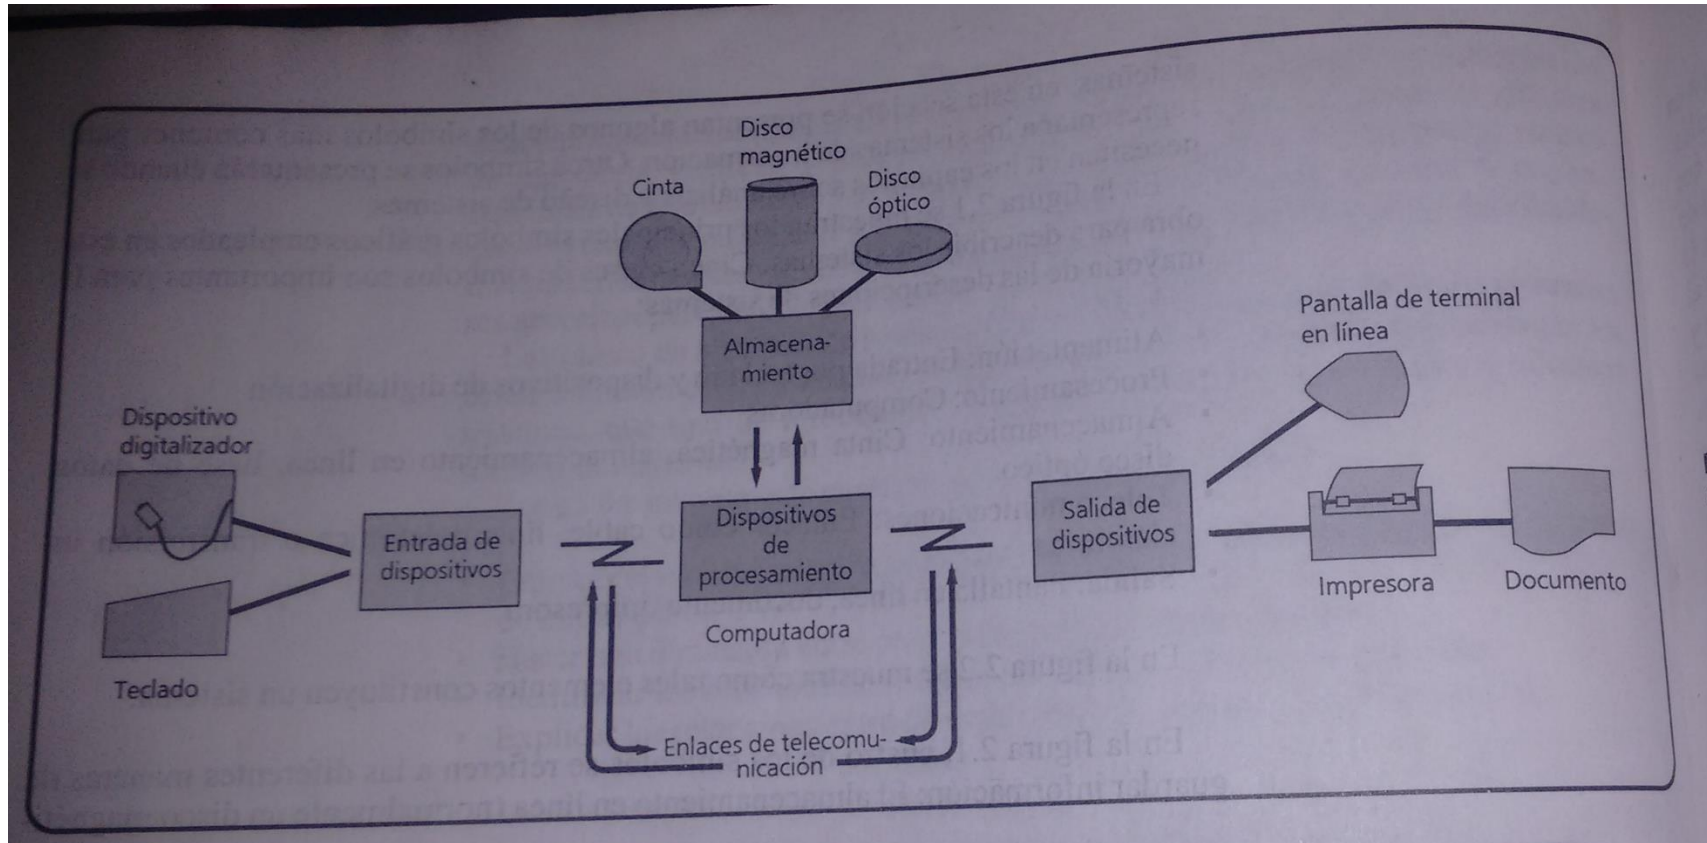 Disco
magnético
Cinta
Disco
óptico
Almacena-
miento
Pantalla de terminal
en línea
Dispositivo
digitalizador
Entrada de
dispositivos
Dispositivos
de
procesamiento
Computadora
Salida de
dispositivos
Impresora
Documento
Teclado
Enlaces de telecomu-
nicación